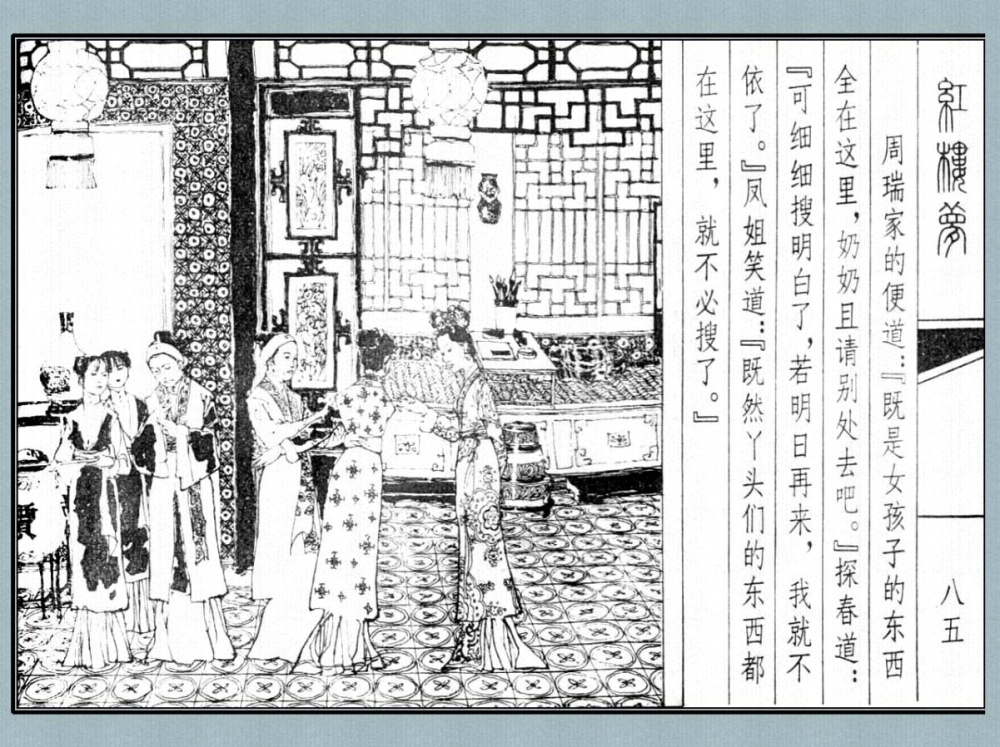 红楼梦
八五
周瑞家的便道：『既是女孩子的东西
全在这里，奶奶且请别处去吧。』探春道：
『可细细搜明白了，若明日再来，我就不
依了。』凤姐笑道：『既然丫头们的东西都
在这里，就不必搜了。』